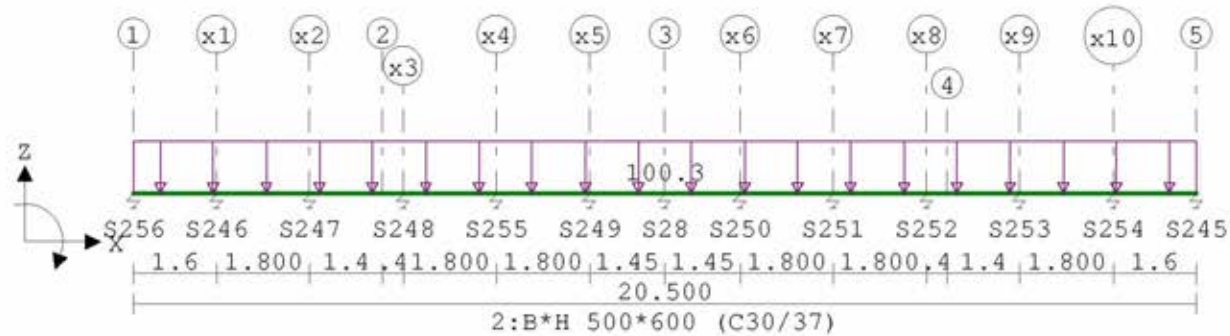 1 x1 x2 2 x3 x4 x5 3 x6 x7 x8 4 x9 x10 5
Z
100.3
X
S256 S246 S247 S248 S255 S249 S28 S250 S251 S252 S253 S254 S245
1.6 1.800 1.4 .4 1.800 1.800 1.45 1.45 1.800 1.800 .4 1.4 1.800 1.6
20.500
2:B*H 500*600 (C30/37)